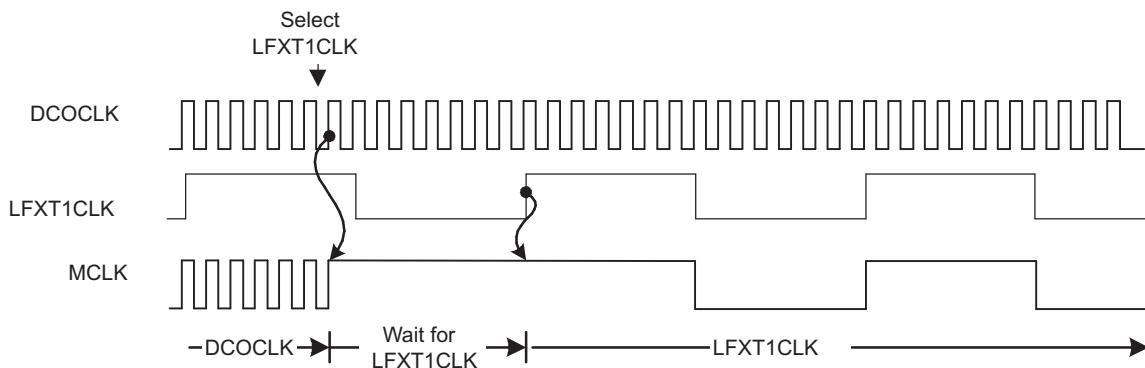 Select
LFXT1CLK
DCOCLK
LFXT1CLK
MCLK
DCOCLK
Wait for
LFXT1CLK
LFXT1CLK